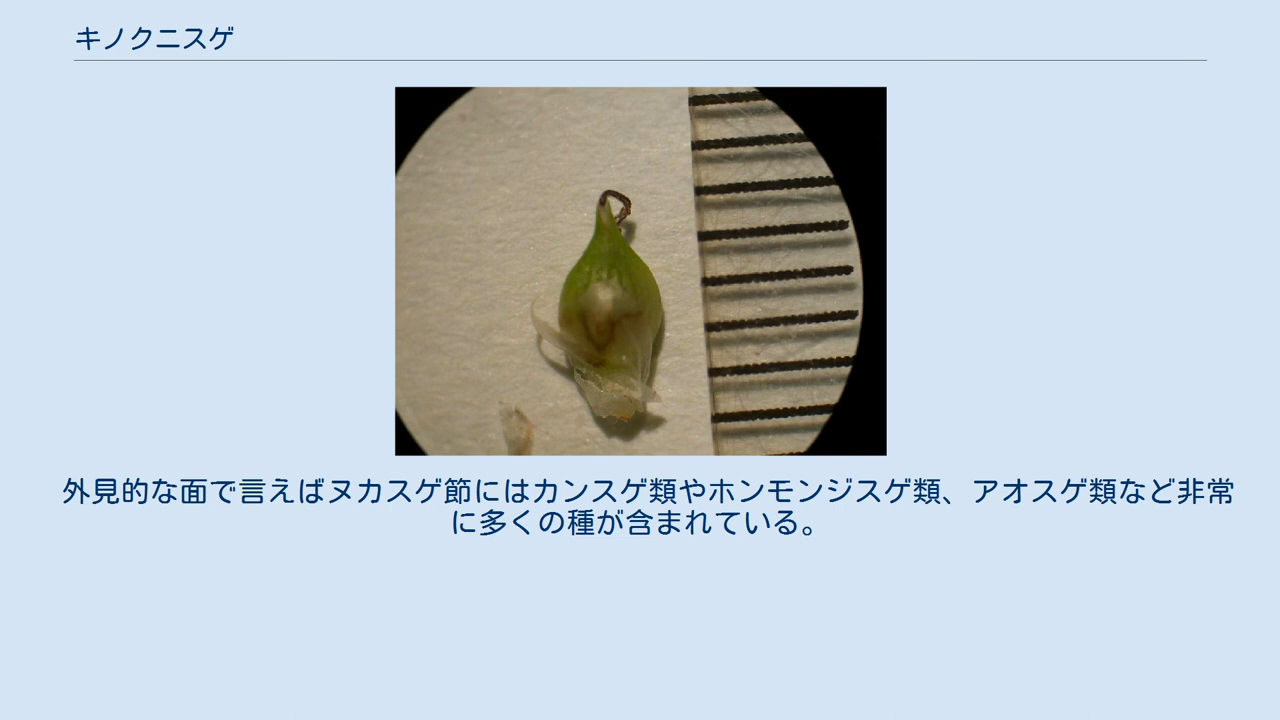 キノクニスゲ
外見的な面で言えばヌカスゲ節にはカンスゲ類やホンモンジスゲ類、アオスゲ類など非常
に多くの種が含まれている。